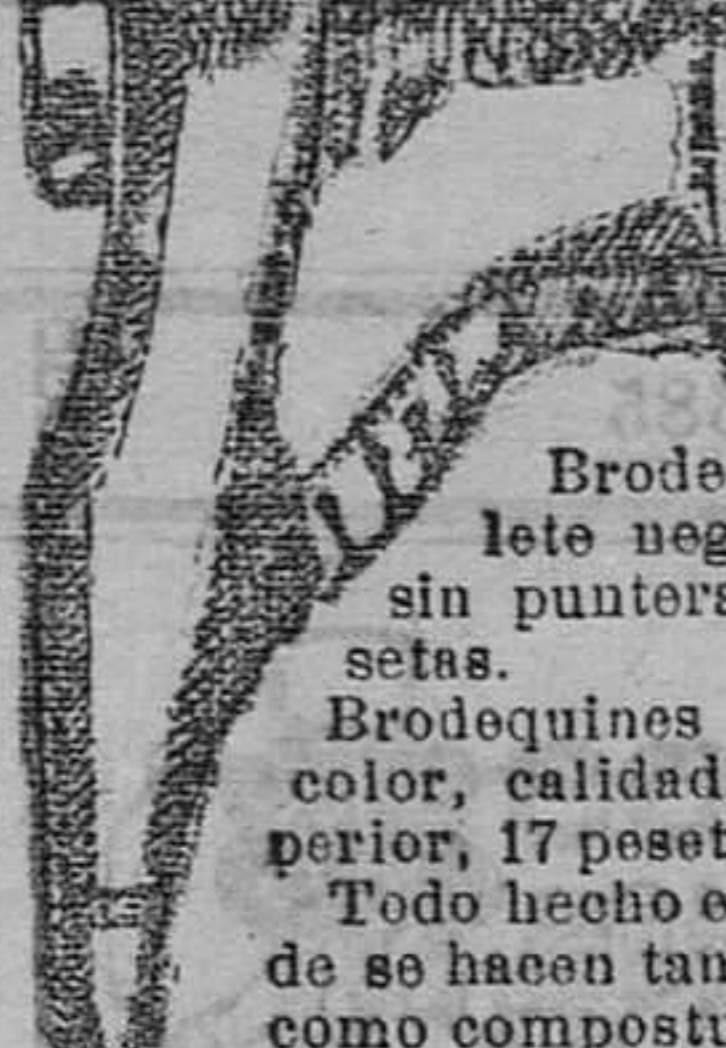 Brode
lete neg
sin puntera
setas.
Brodequines
color, calidad
perior, 17 peset
Todo hecho e
de se hacen tan
como compostu